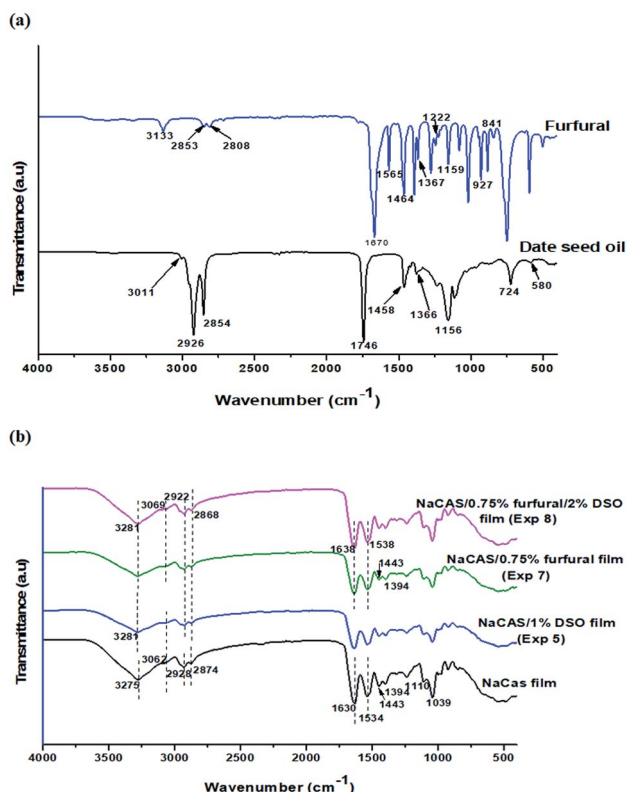 (a)
Transmittance (a.u)
Furfural
3133
2853
2808
1670
1565
1464
1367
1222
1159
927
841
Date seed oil
3011
2926
2854
1746
1458
1366
1156
724
580
4000 3500 3000 2500 2000 1500 1000 500
Wavenumber (cm⁻¹)
(b)
Transmittance (a.u)
NaCAS/0.75% furfural/2% DSO
film (Exp 8)
3281
3069
2922
2868
1638
1538
NaCAS/0.75% furfural film
(Exp 7)
1443
1394
NaCAS/1% DSO film
(Exp 5)
3281
NaCas film
3275
3062
2928
2874
1630
1534
1443
1394
1110
1039
4000 3500 3000 2500 2000 1500 1000 500
Wavenumber (cm⁻¹)